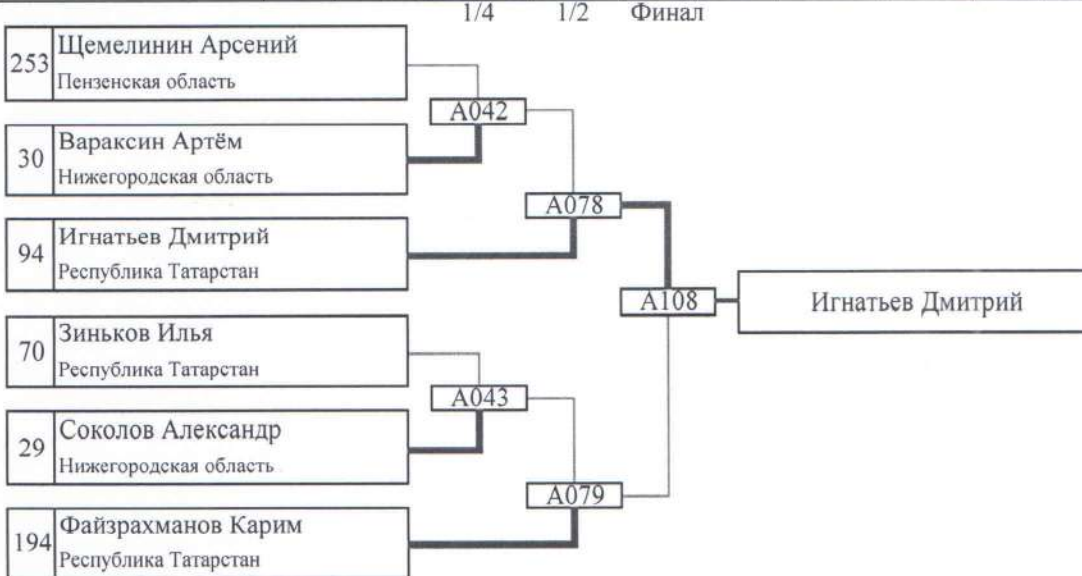 1/4 1/2 Финал
253 Щемелинин Арсений
Пензенская область
A042
30 Вараксин Артём
Нижегородская область
A078
94 Игнатьев Дмитрий
Республика Татарстан
A108 Игнатьев Дмитрий
70 Зиньков Илья
Республика Татарстан
A043
29 Соколов Александр
Нижегородская область
A079
194 Файзрахманов Карим
Республика Татарстан